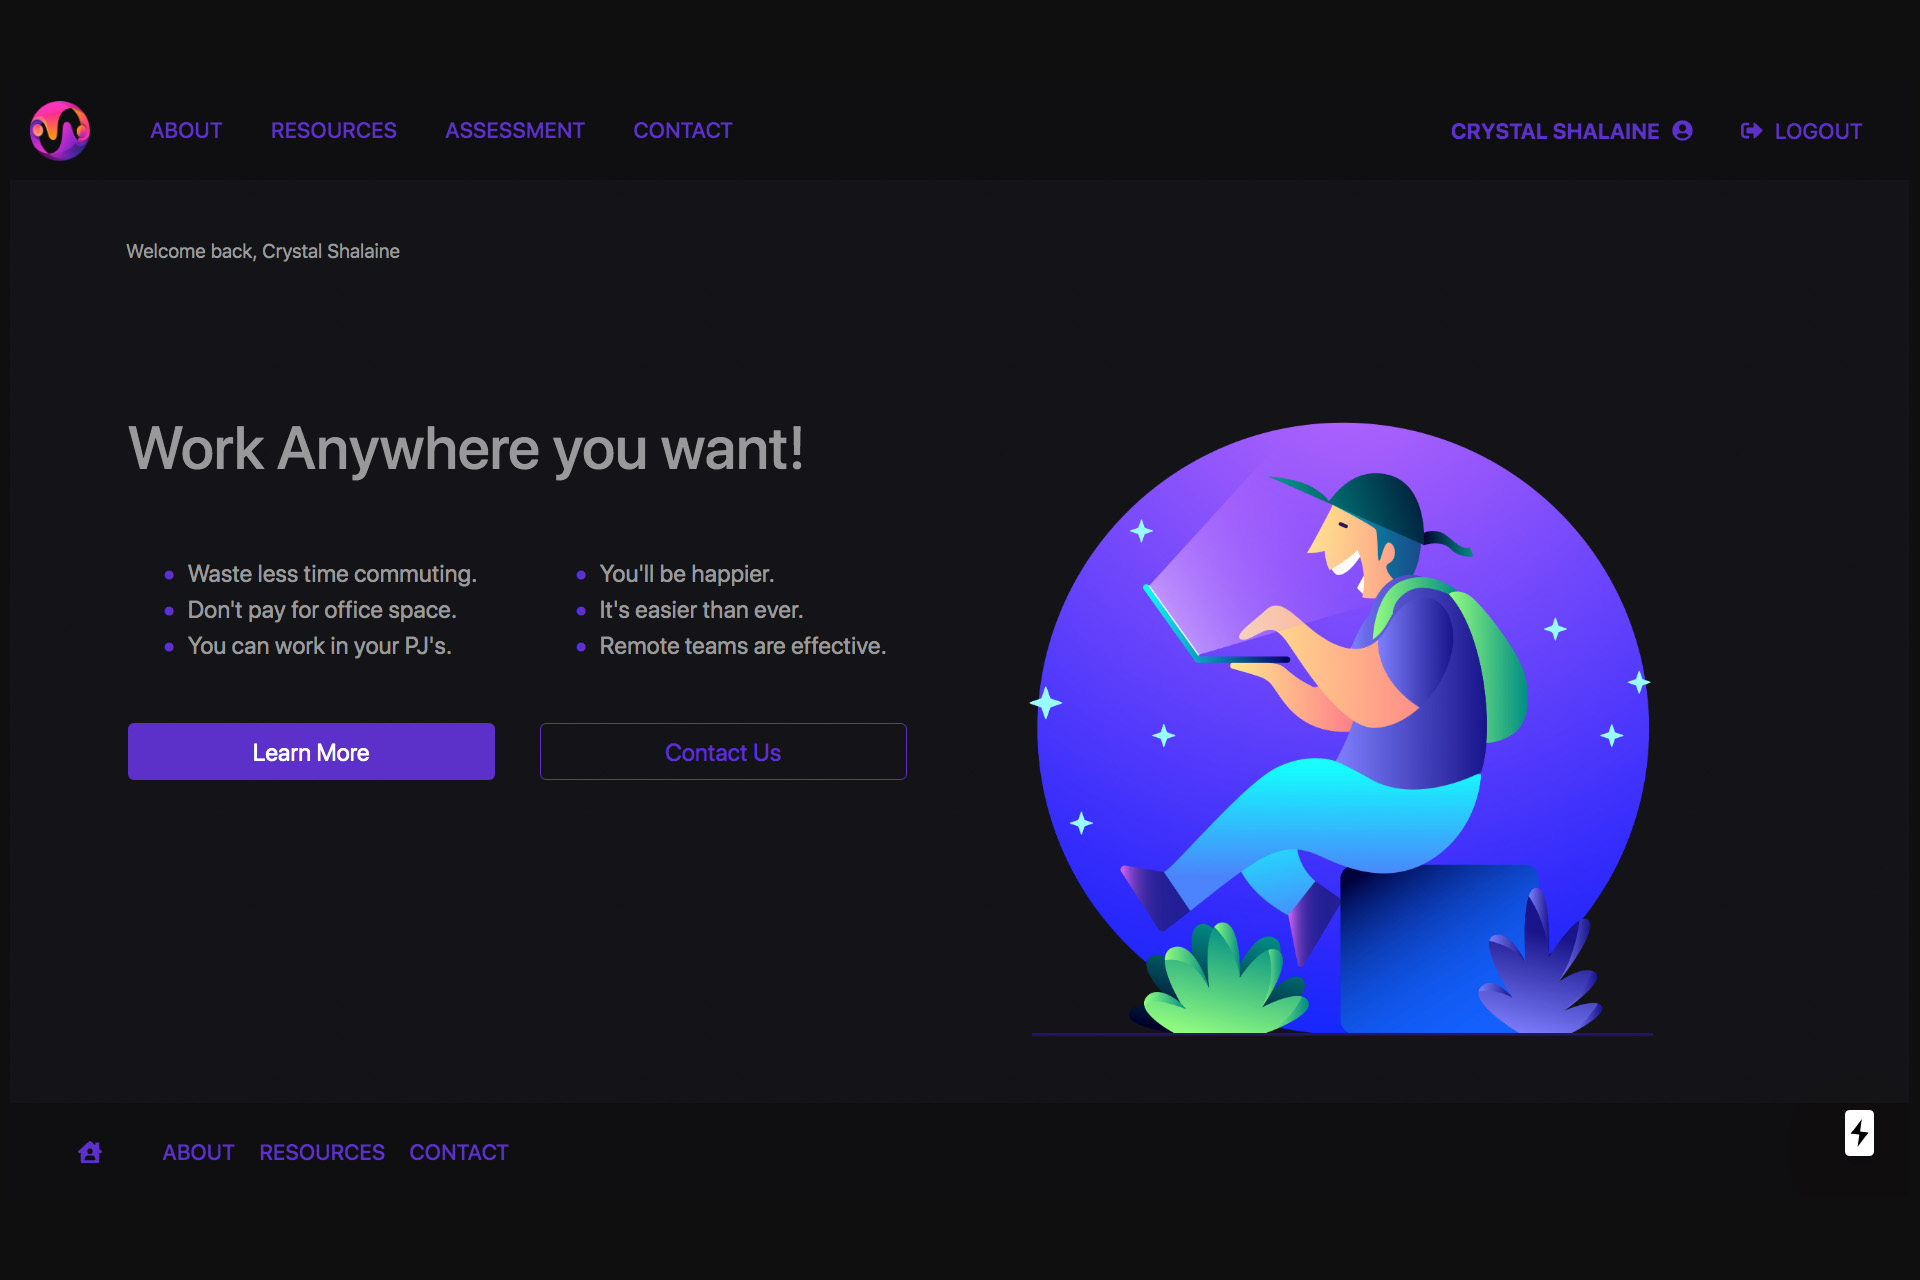 ABOUT RESOURCES ASSESSMENT CONTACT CRYSTAL SHALAINE LOGOUT
Welcome back, Crystal Shalaine
Work Anywhere you want!
Waste less time commuting.
Don't pay for office space.
You can work in your PJ's.
You'll be happier.
It's easier than ever.
Remote teams are effective.
Learn More
Contact Us
ABOUT RESOURCES CONTACT